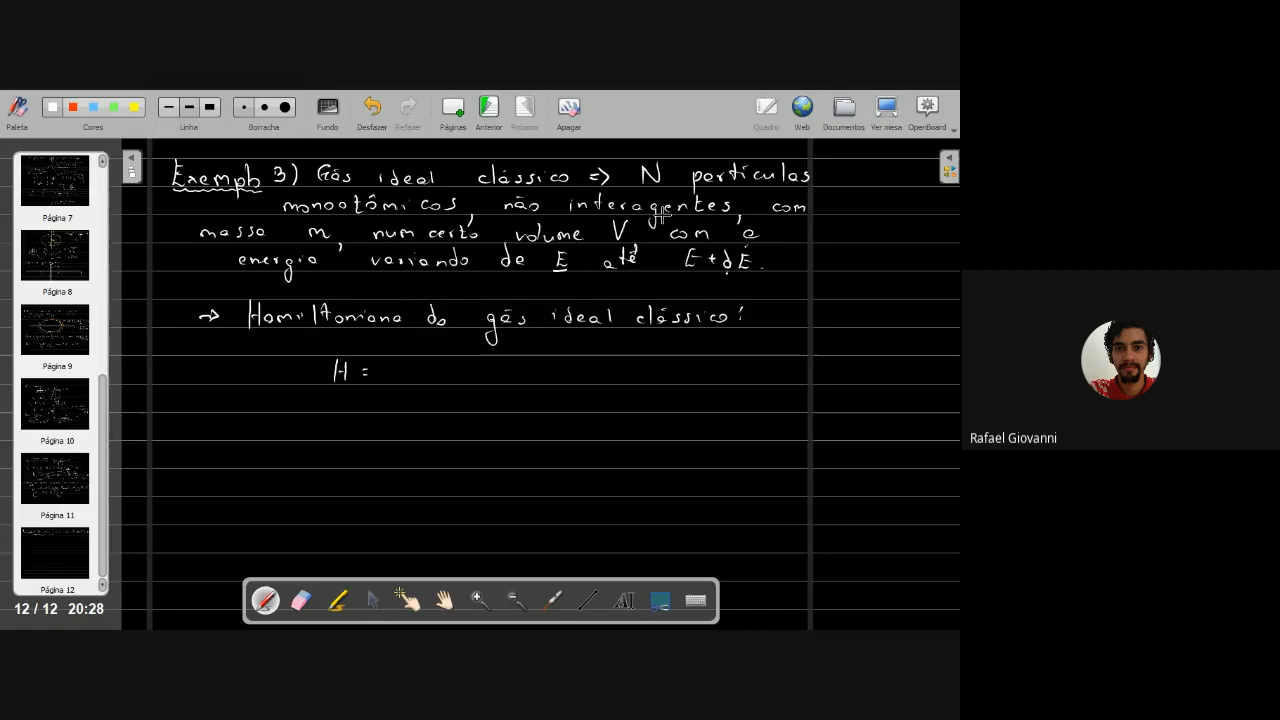 Paleta
Cores
Linha
Borracha
Fundo
Desfazer
Refazer
Páginas
Anterior
Próximo
Apagar
Quadro
Web
Documentos
Ver mesa
OpenBoard
Página 7
Página 8
Página 9
Página 10
Página 11
Página 12
12 / 12 20:28
Exemplo 3) Gás ideal clássico => N partículas
monoatômicos, não interagentes, com
massa m, num certo volume V com a
energia, variando de E até E + δE.
=> Hamiltoniana do gás ideal clássico:
H =
AI
Rafael Giovanni